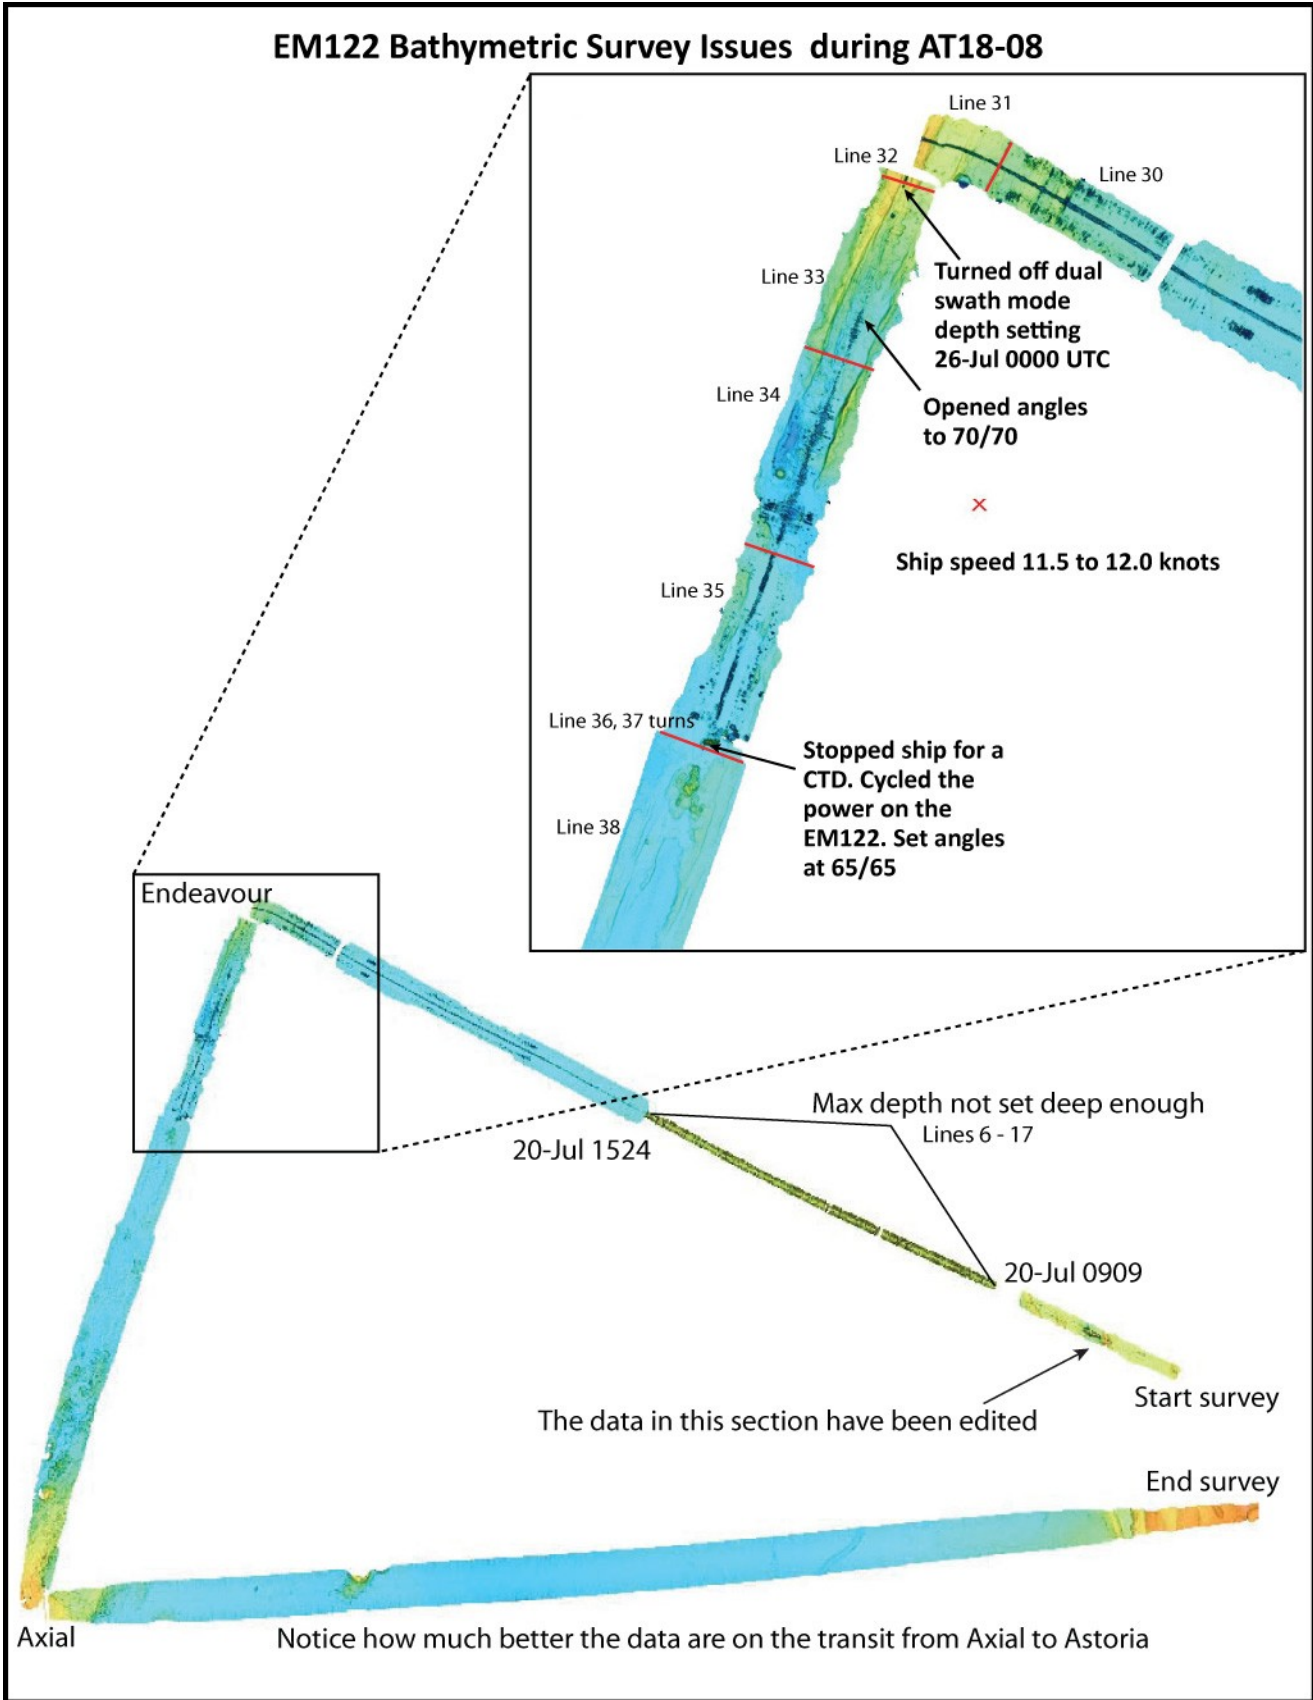 EM122 Bathymetric Survey Issues during AT18-08
Line 31
Line 32
Line 30
Turned off dual
swath mode
depth setting
26-Jul 0000 UTC
Line 33
Opened angles
to 70/70
Line 34
×
Ship speed 11.5 to 12.0 knots
Line 35
Line 36, 37 turns
Stopped ship for a
CTD. Cycled the
power on the
EM122. Set angles
at 65/65
Line 38
Endeavour
Max depth not set deep enough
Lines 6 - 17
20-Jul 1524
20-Jul 0909
Start survey
The data in this section have been edited
End survey
Axial
Notice how much better the data are on the transit from Axial to Astoria